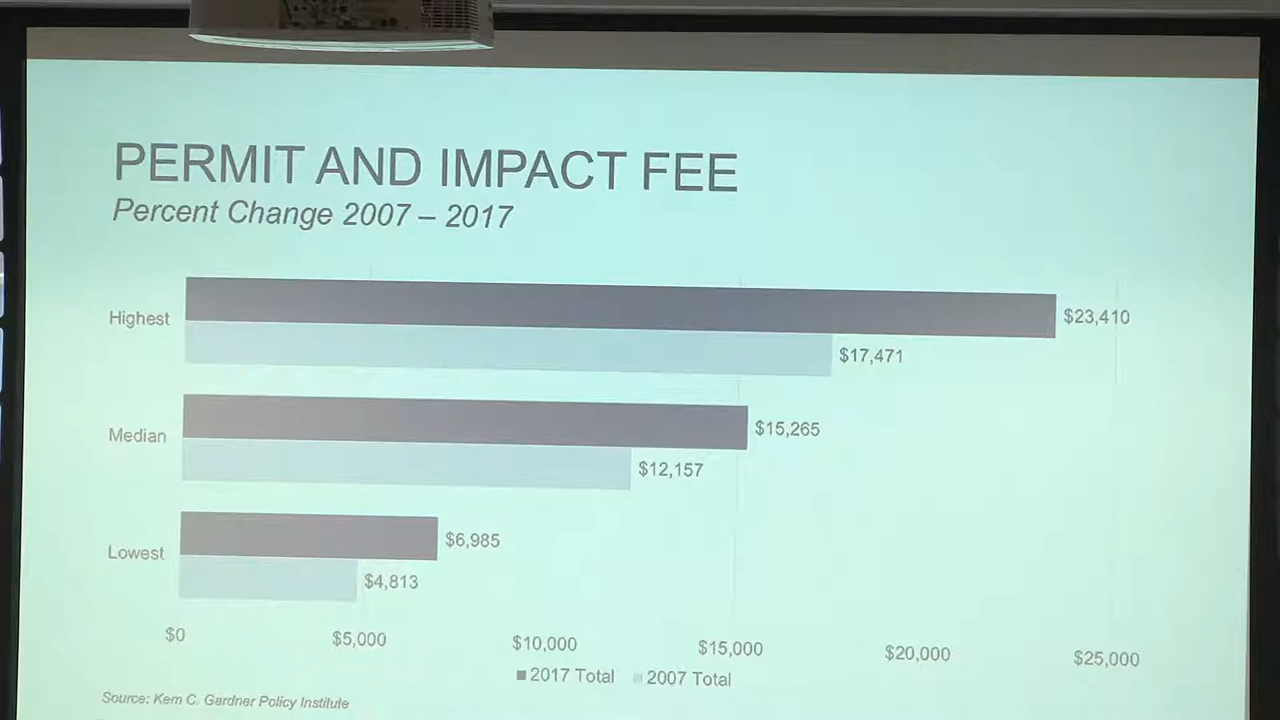 PERMIT AND IMPACT FEE
Percent Change 2007 – 2017
Highest
$23,410
$17,471
Median
$15,265
$12,157
Lowest
$6,985
$4,813
$0 $5,000 $10,000 $15,000 $20,000 $25,000
2017 Total 2007 Total
Source: Kem C. Gardner Policy Institute